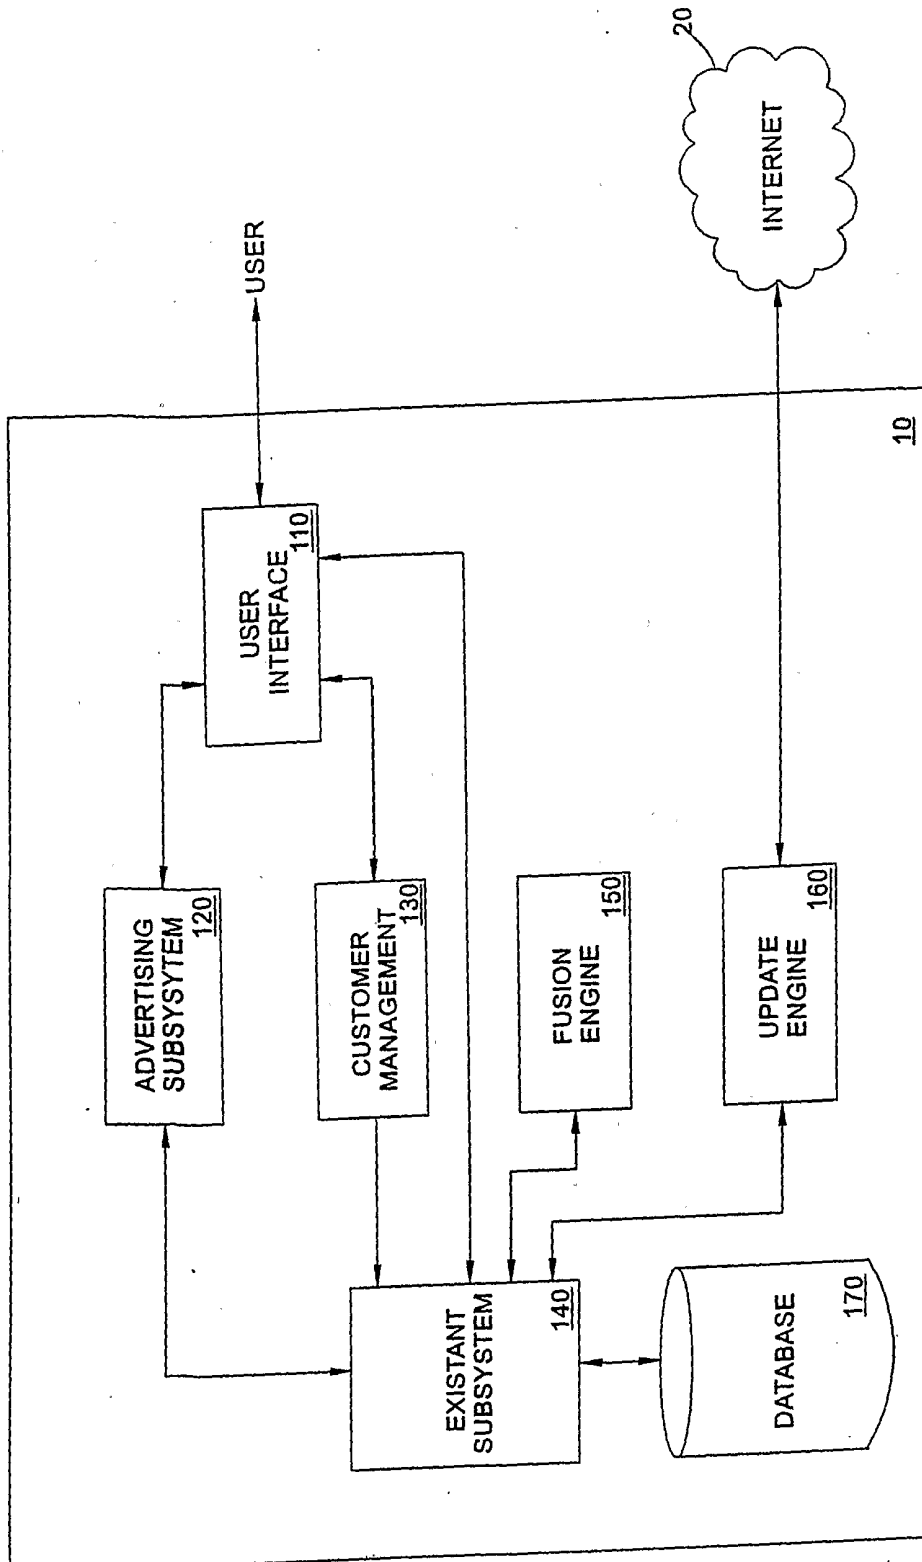 USER
INTERNET
20
10
USER
INTERFACE
110
ADVERTISING
SUBSYSYTEM
120
CUSTOMER
MANAGEMENT
130
FUSION
ENGINE
150
UPDATE
ENGINE
160
EXISTANT
SUBSYSTEM
140
DATABASE
170